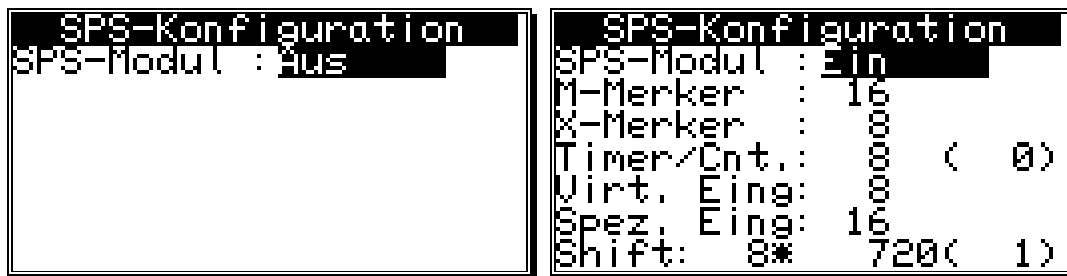 SPS-Konfiguration
SPS-Modul : Aus
SPS-Konfiguration
SPS-Modul : Ein
M-Merker : 16
X-Merker : 8
Timer/Cnt.: 8 ( 0)
Virt. Eing: 8
Spez. Eing: 16
Shift: 8* 720( 1)